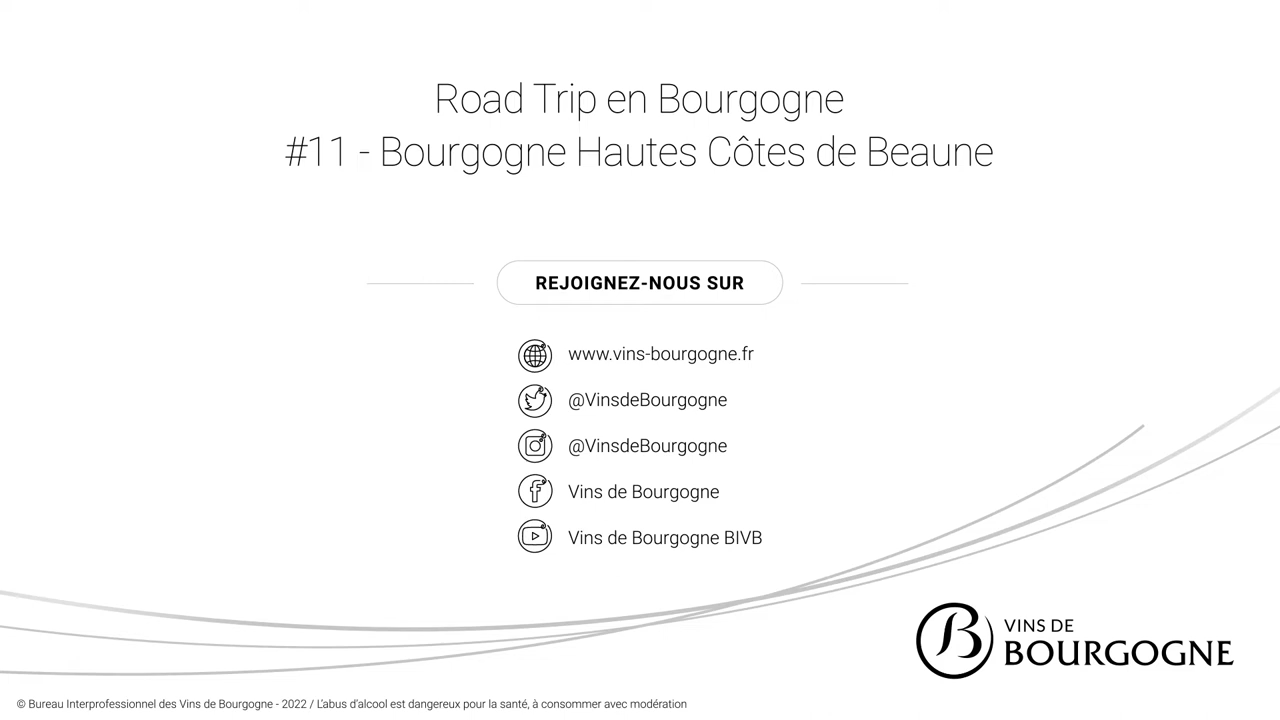 Road Trip en Bourgogne
#11 - Bourgogne Hautes Côtes de Beaune
REJOIGNEZ-NOUS SUR
www.vins-bourgogne.fr
@VinsdeBourgogne
@VinsdeBourgogne
Vins de Bourgogne
Vins de Bourgogne BIVB
B
VINS DE
BOURGOGNE
© Bureau Interprofessionnel des Vins de Bourgogne - 2022 / L'abus d'alcool est dangereux pour la santé, à consommer avec modération